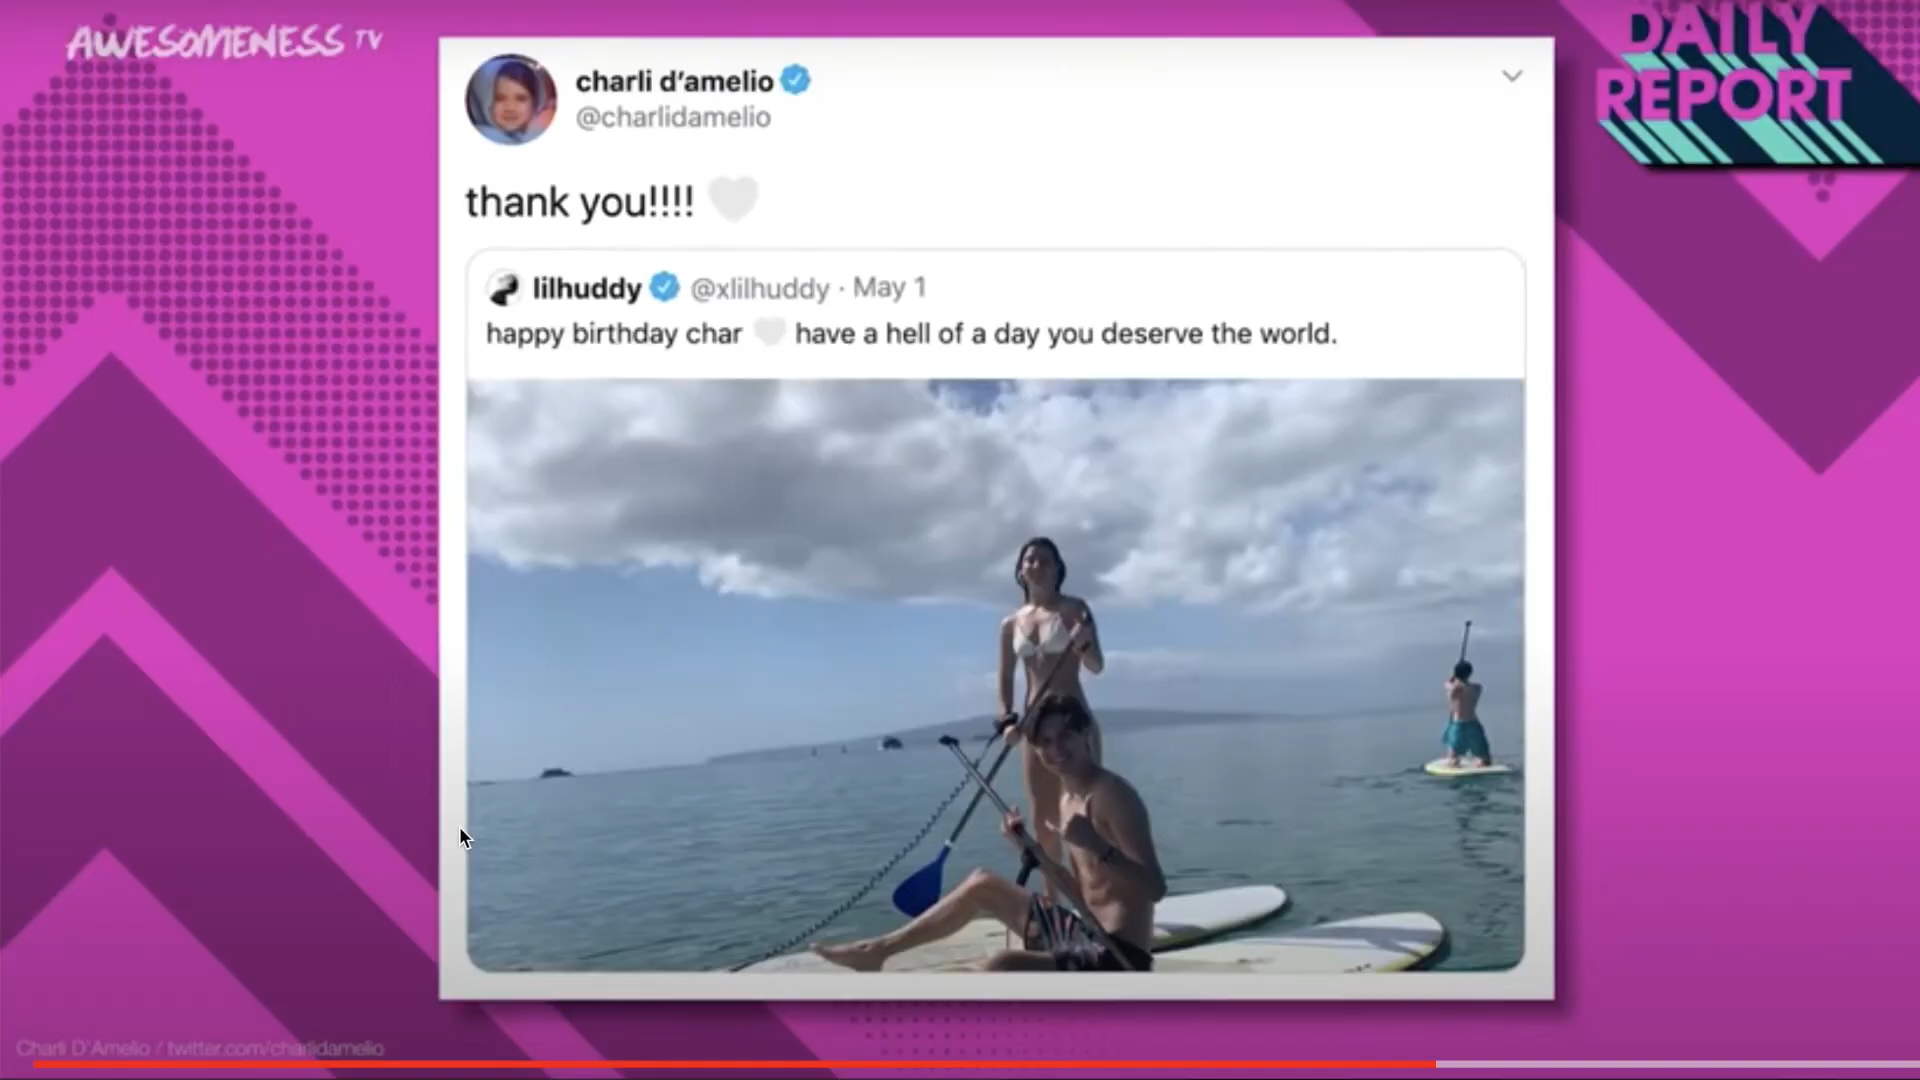 AWESOMENESS TV
DAILY
REPORT
charli d'amelio
@charlidamelio
thank you!!!! 🤍
lilhuddy @xlilhuddy · May 1
happy birthday char 🤍 have a hell of a day you deserve the world.
Charli D'Amelio / twitter.com/charlidamelio